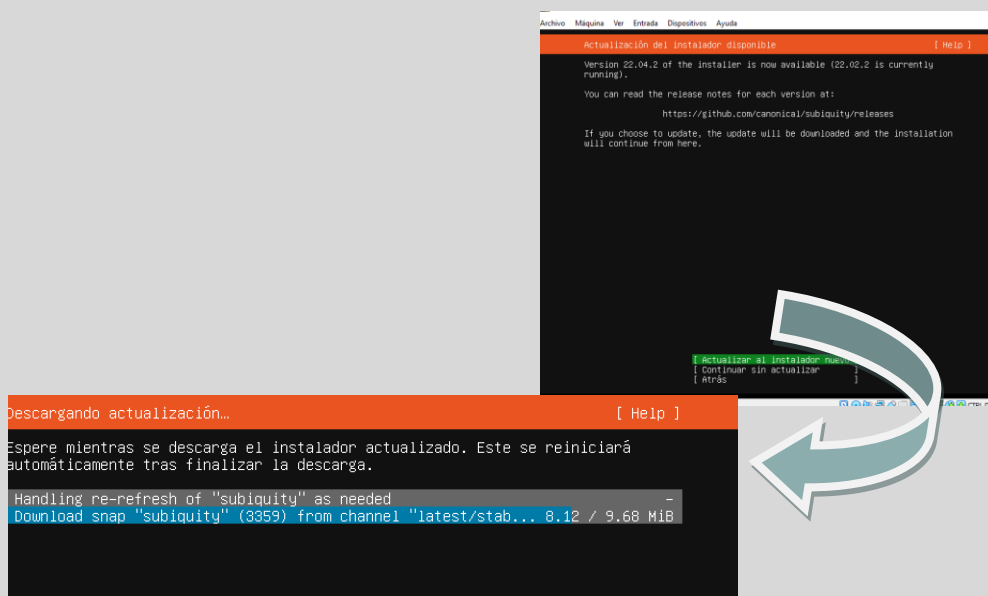 Archivo Máquina Ver Entrada Dispositivos Ayuda
Actualización del instalador disponible [ Help ]
Version 22.04.2 of the installer is now available (22.02.2 is currently
running).
You can read the release notes for each version at:
https://github.com/canonical/subiquity/releases
If you choose to update, the update will be downloaded and the installation
will continue from here.
[ Actualizar al instalador nuevo
[ Continuar sin actualizar ]
[ Atrás ]
Descargando actualización… [ Help ]
Espere mientras se descarga el instalador actualizado. Este se reiniciará
automáticamente tras finalizar la descarga.
Handling re-refresh of "subiquity" as needed -
Download snap "subiquity" (3359) from channel "latest/stab... 8.12 / 9.68 MiB